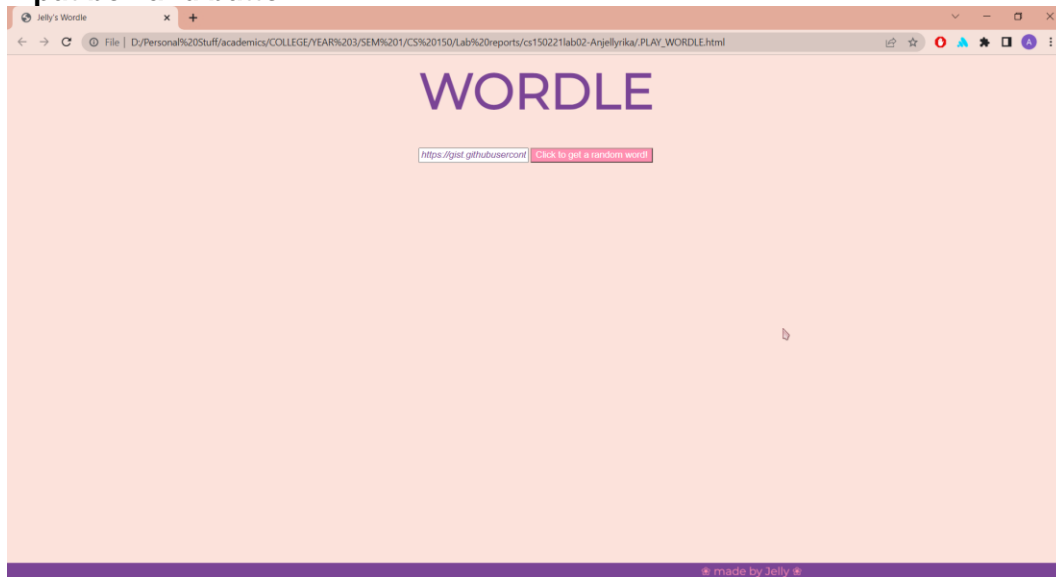 Jelly's Wordle
File | D:/Personal%20Stuff/academics/COLLEGE/YEAR%203/SEM%201/CS%20150/Lab%20reports/cs150221lab02-Anjellyrika/.PLAY_WORDLE.html
A
WORDLE
https://gist.githubusercont Click to get a random word!
❀ made by Jelly ❀